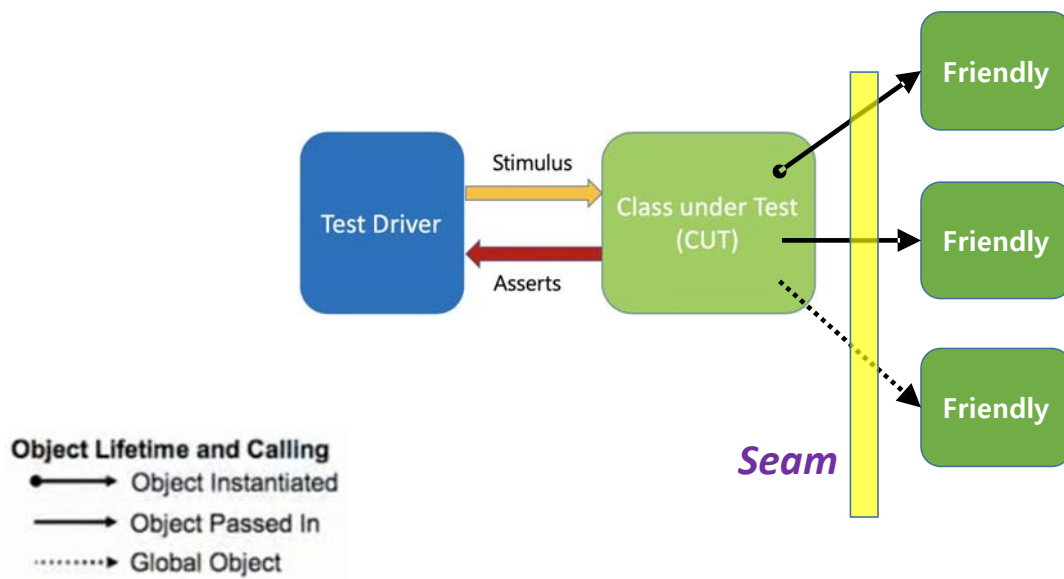 Friendly
Stimulus
Test Driver
Class under Test
(CUT)
Friendly
Asserts
Friendly
Seam
Object Lifetime and Calling
Object Instantiated
Object Passed In
Global Object